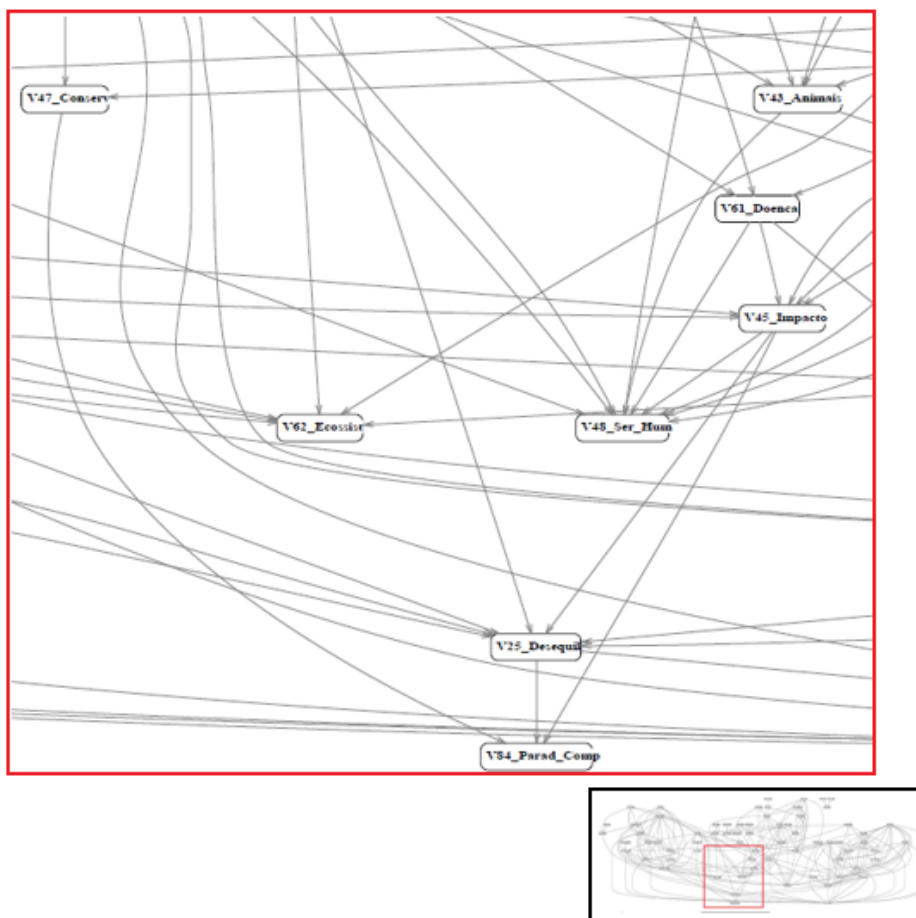 V47_Conserv
V43_Animais
V61_Doenca
V45_Impacto
V62_Ecossist
V48_Ser_Hum
V25_Desequil
V84_Parad_Comp